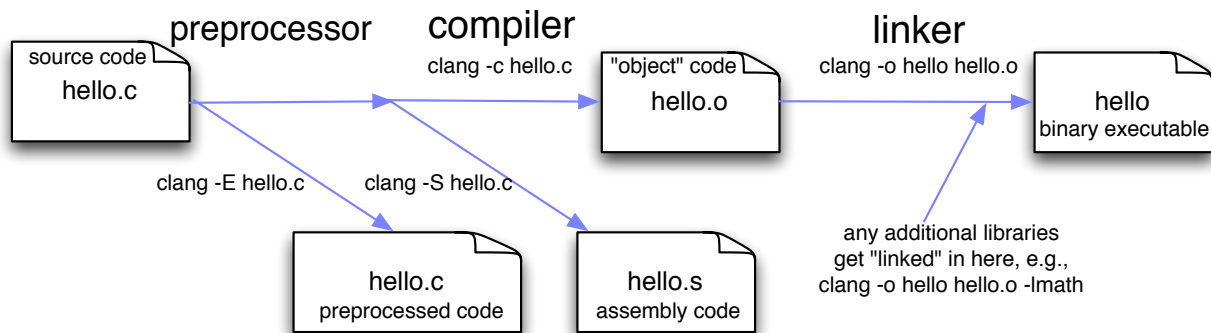 preprocessor
compiler
linker
source code
hello.c
clang -c hello.c
"object" code
hello.o
clang -o hello hello.o
hello
binary executable
clang -E hello.c
clang -S hello.c
hello.c
preprocessed code
hello.s
assembly code
any additional libraries
get "linked" in here, e.g.,
clang -o hello hello.o -lmath